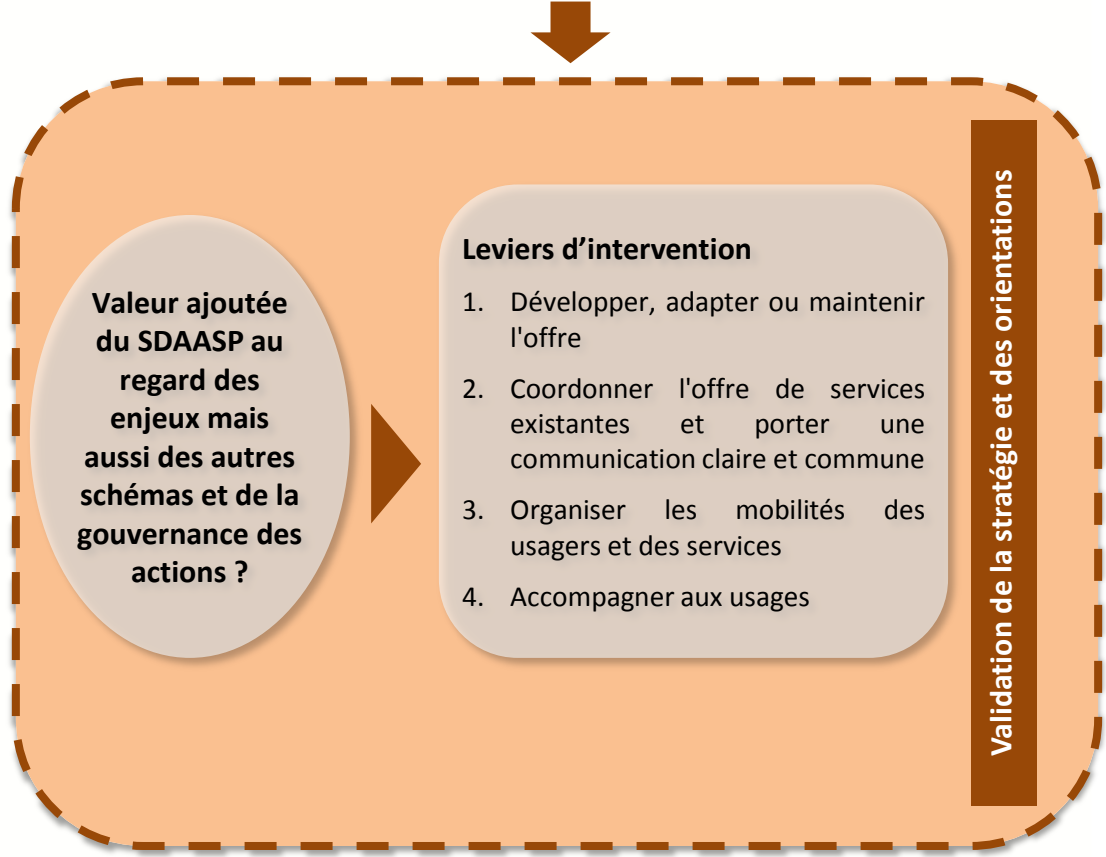 Valeur ajoutée
du SDAASP au
regard des
enjeux mais
aussi des autres
schémas et de la
gouvernance des
actions ?
Leviers d’intervention
1. Développer, adapter ou maintenir
l'offre
2. Coordonner l'offre de services
existantes et porter une
communication claire et commune
3. Organiser les mobilités des
usagers et des services
4. Accompagner aux usages
Validation de la stratégie et des orientations